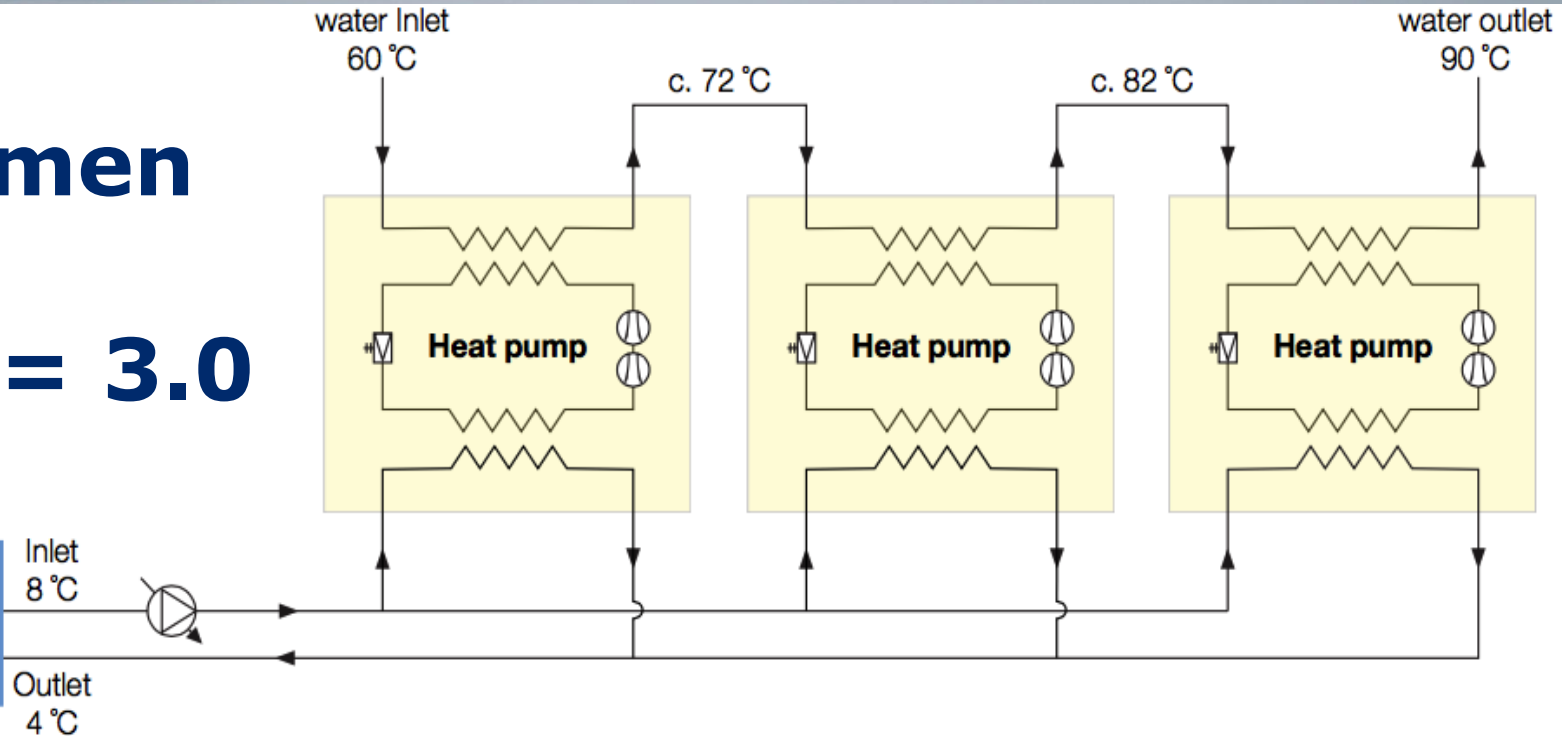 water Inlet
60 °C
c. 72 °C
c. 82 °C
water outlet
90 °C
men
= 3.0
Heat pump
Heat pump
Heat pump
Inlet
8 °C
Outlet
4 °C